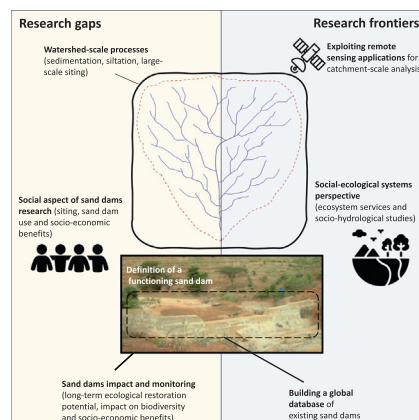 Research gaps
Research frontiers
Watershed-scale processes
(sedimentation, siltation, large-
scale siting)
Exploiting remote
sensing applications for
catchment-scale analysis
Social aspect of sand dams
research (siting, sand dam
use and socio-economic
benefits)
Social-ecological systems
perspective
(ecosystem services and
socio-hydrological studies)
Definition of a
functioning sand dam
Sand dams impact and monitoring
(long-term ecological restoration
potential, impact on biodiversity
and socio-economic benefits)
Building a global
database of
existing sand dams